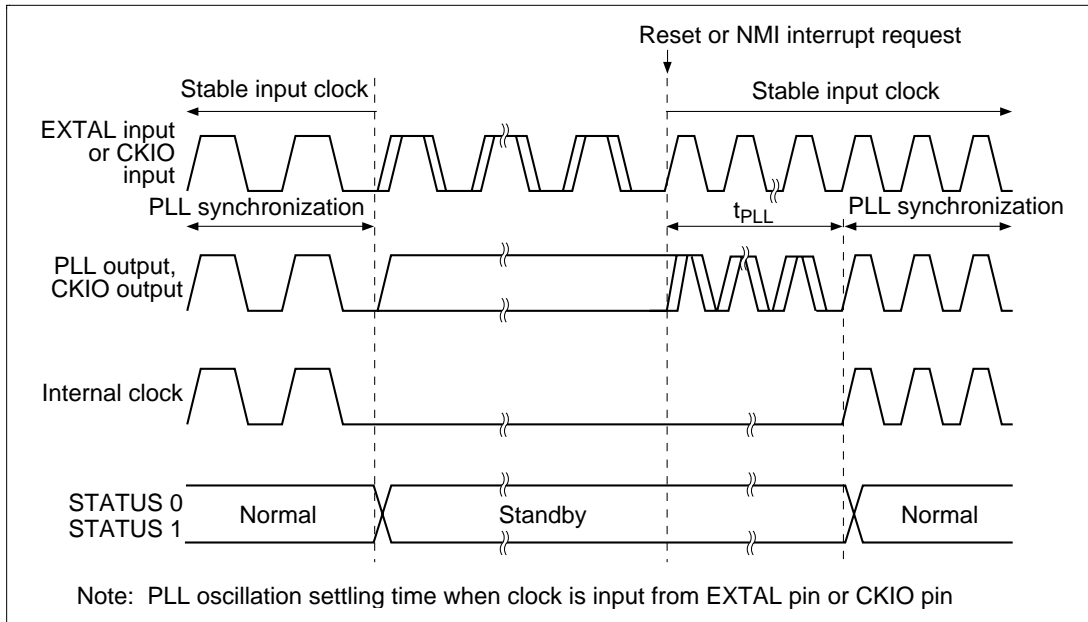 Reset or NMI interrupt request
Stable input clock
Stable input clock
EXTAL input
or CKIO
input
PLL synchronization
tPLL
PLL synchronization
PLL output,
CKIO output
Internal clock
STATUS 0
STATUS 1
Normal
Standby
Normal
Note: PLL oscillation settling time when clock is input from EXTAL pin or CKIO pin